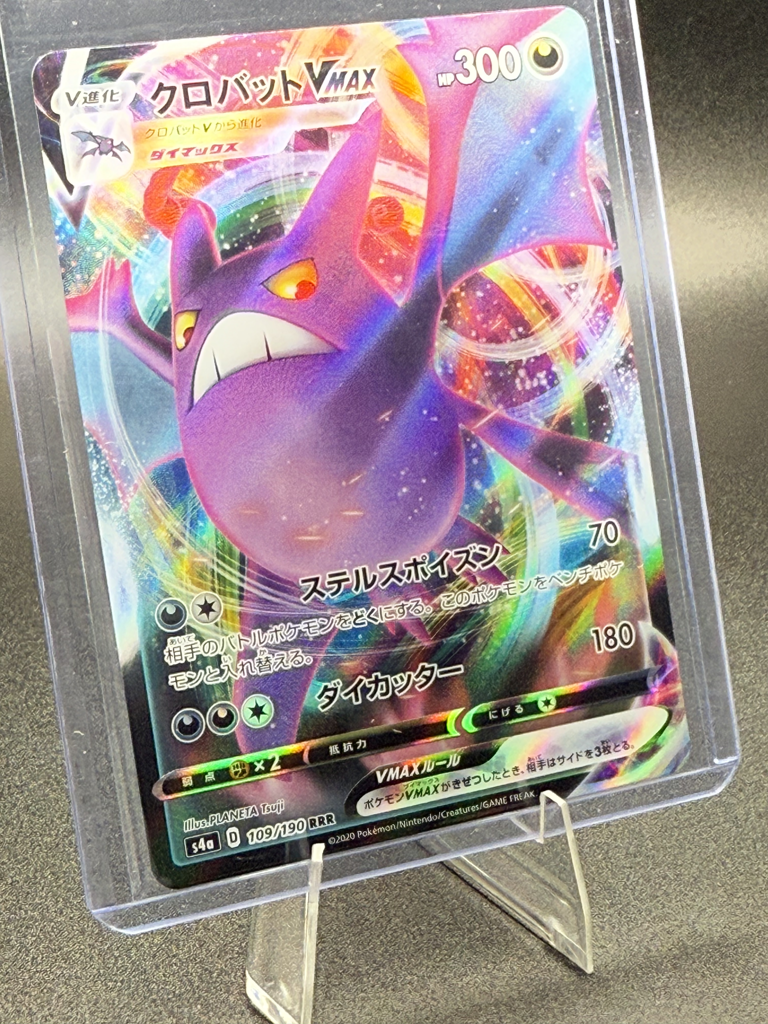 V進化 クロバットVMAX HP300
クロバットVから進化
ダイマックス
ステルスポイズン 70
相手のバトルポケモンをどくにする。このポケモンをベンチポケ
モンと入れ替える。
ダイカッター 180
弱点 ×2 抵抗力 にげる
VMAXルール
ポケモンVMAXがきぜつしたとき、相手はサイドを3枚とる。
Illus.PLANETA Tsuji
s4a D 109/190 RRR ©2020 Pokémon/Nintendo/Creatures/GAME FREAK.